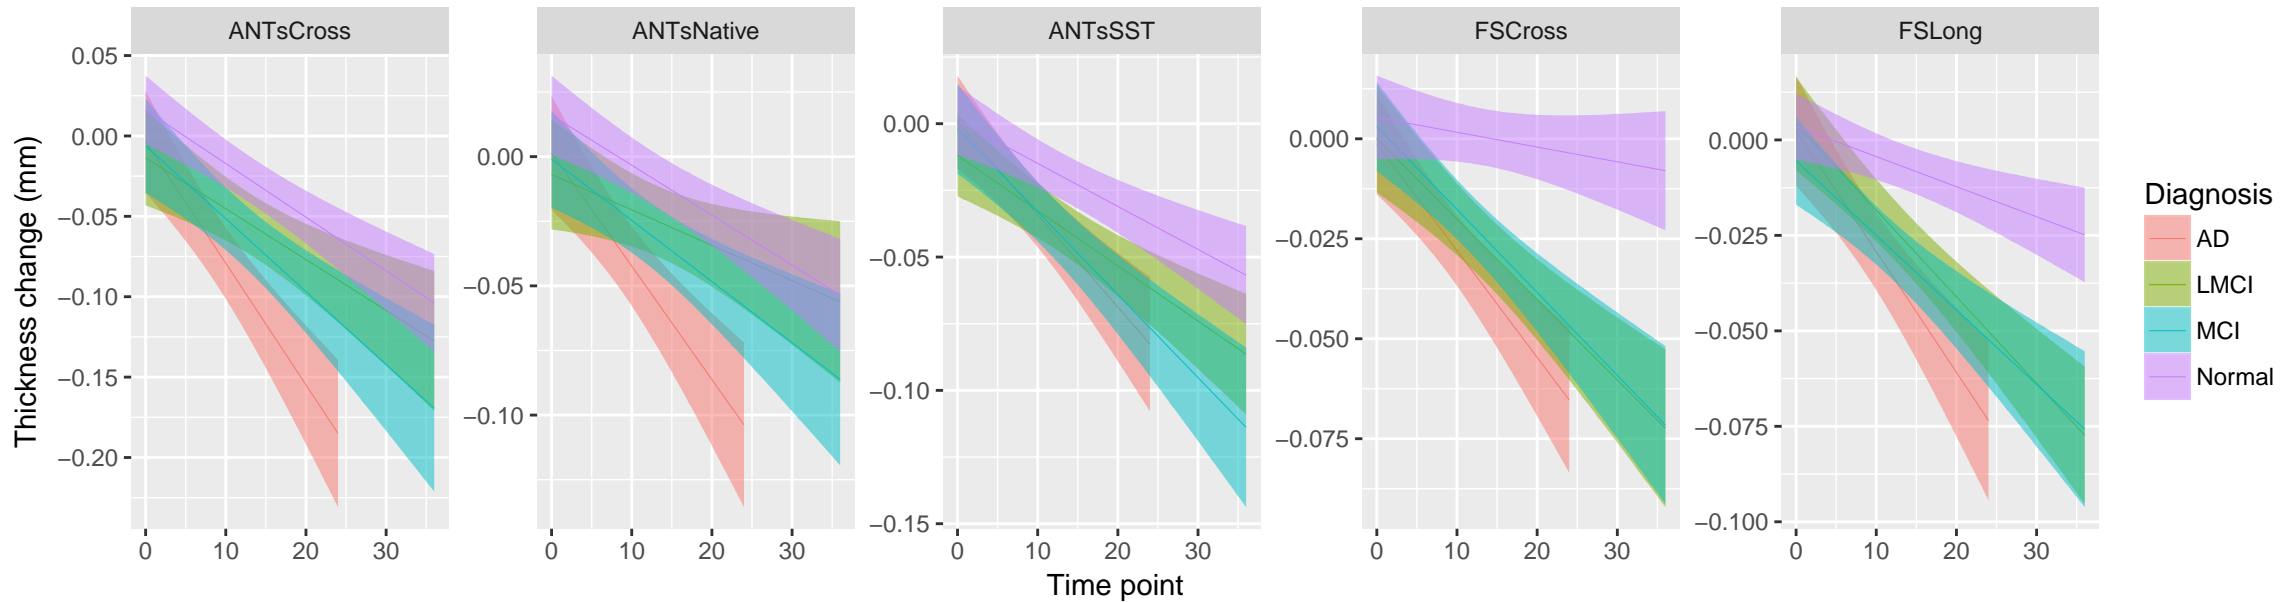 ANTsCross ANTsNative ANTsSST FSCross FSLong
Thickness change (mm)
0.05
0.00
−0.05
−0.10
−0.15
−0.20
0 10 20 30
0.00
−0.05
−0.10
0 10 20 30
0.00
−0.05
−0.10
−0.15
0 10 20 30
0.000
−0.025
−0.050
−0.075
0 10 20 30
0.000
−0.025
−0.050
−0.075
−0.100
0 10 20 30
Time point
Diagnosis
AD
LMCI
MCI
Normal